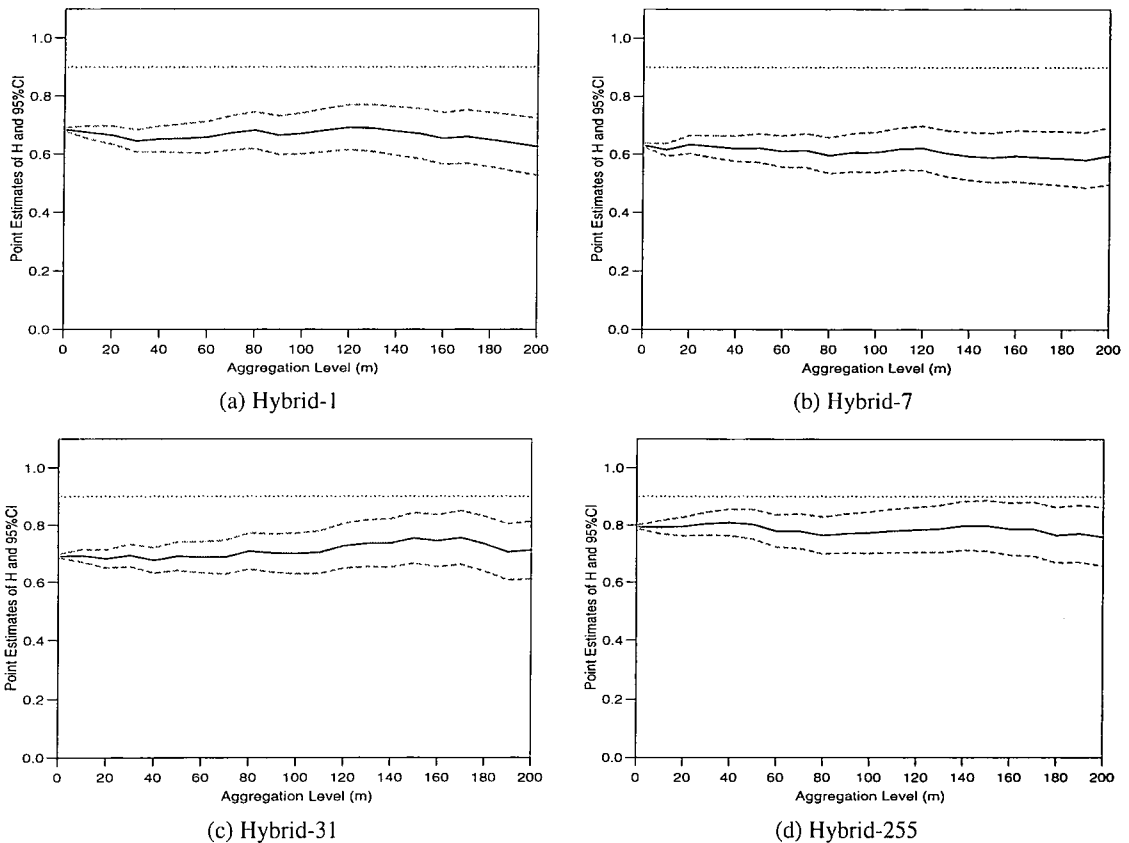 Point Estimates of H and 95%CI
1.0
0.8
0.6
0.4
0.2
0.0
0 20 40 60 80 100 120 140 160 180 200
Aggregation Level (m)
(a) Hybrid-1
Point Estimates of H and 95%CI
1.0
0.8
0.6
0.4
0.2
0.0
0 20 40 60 80 100 120 140 160 180 200
Aggregation Level (m)
(b) Hybrid-7
Point Estimates of H and 95%CI
1.0
0.8
0.6
0.4
0.2
0.0
0 20 40 60 80 100 120 140 160 180 200
Aggregation Level (m)
(c) Hybrid-31
Point Estimates of H and 95%CI
1.0
0.8
0.6
0.4
0.2
0.0
0 20 40 60 80 100 120 140 160 180 200
Aggregation Level (m)
(d) Hybrid-255